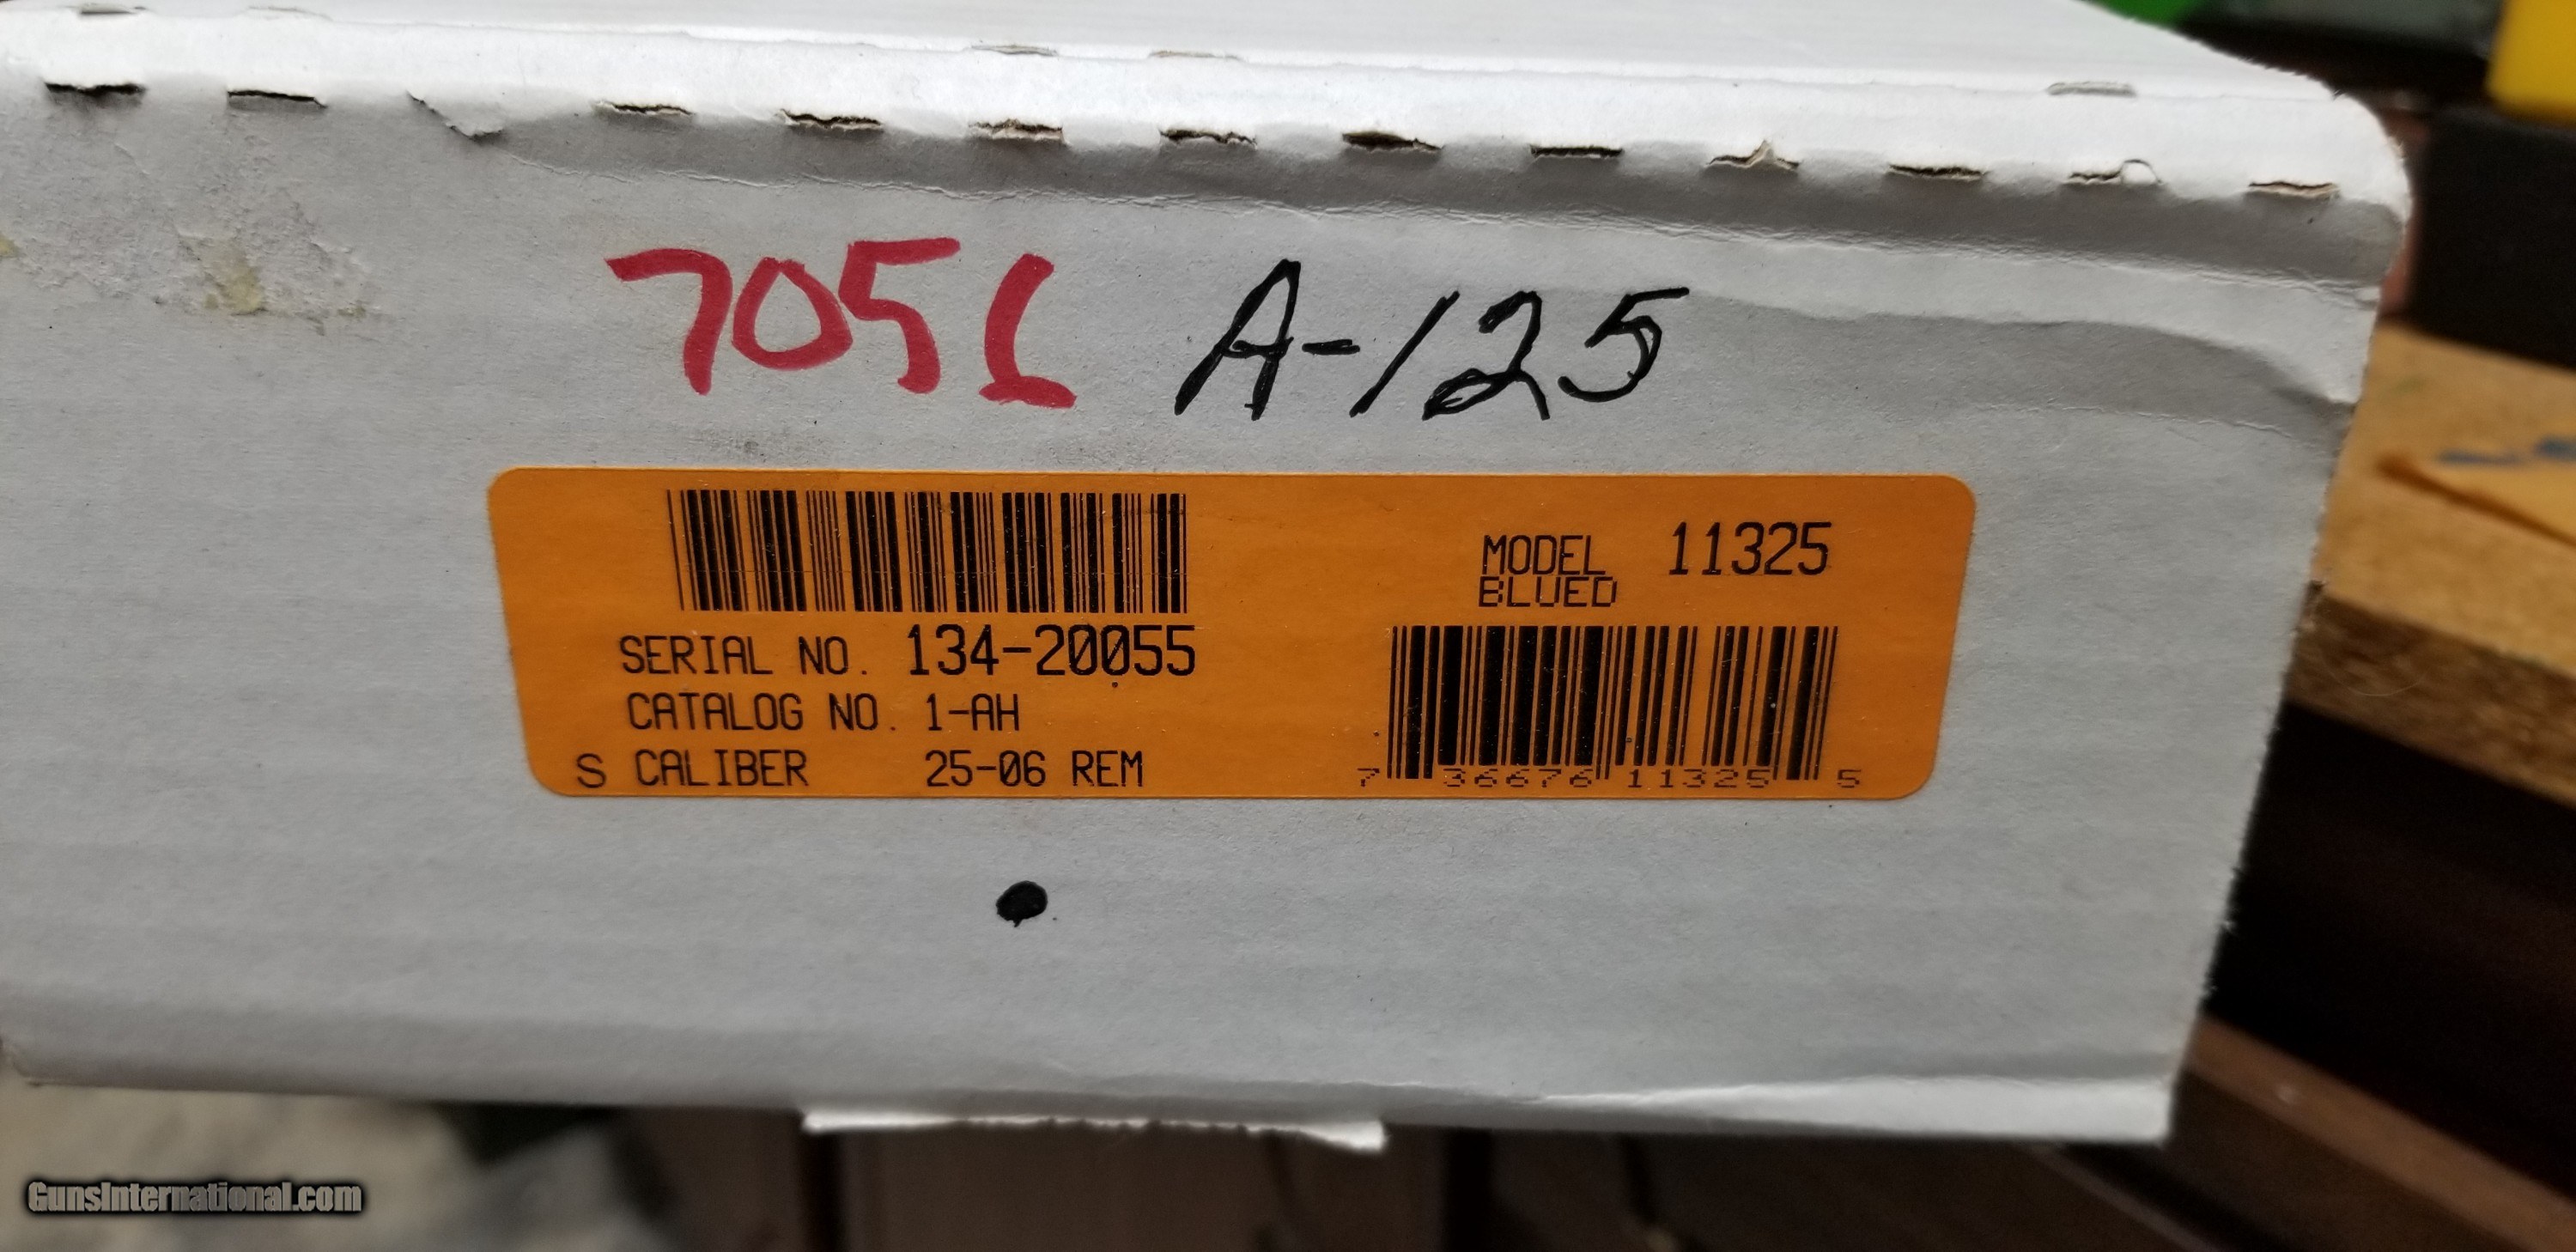 7051 A-125
MODEL 11325
BLUED
SERIAL NO. 134-20055
CATALOG NO. 1-AH
S CALIBER 25-06 REM
7 36676 11325 5
GunsInternational.com